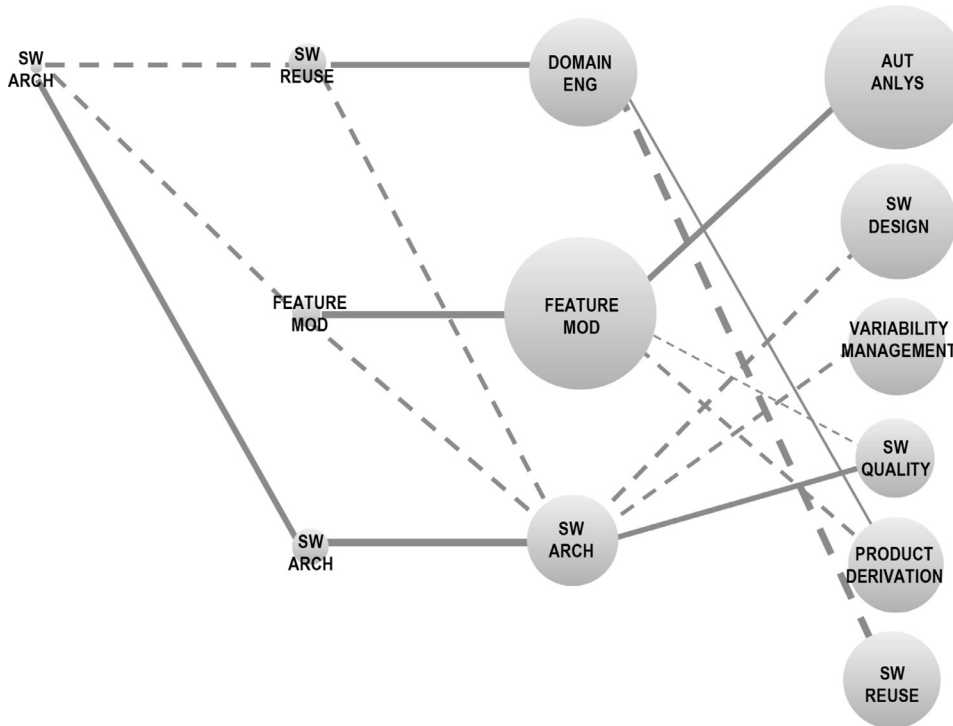 SW
ARCH
SW
REUSE
FEATURE
MOD
SW
ARCH
DOMAIN
ENG
FEATURE
MOD
SW
ARCH
AUT
ANLYS
SW
DESIGN
VARIABILITY
MANAGEMENT
SW
QUALITY
PRODUCT
DERIVATION
SW
REUSE